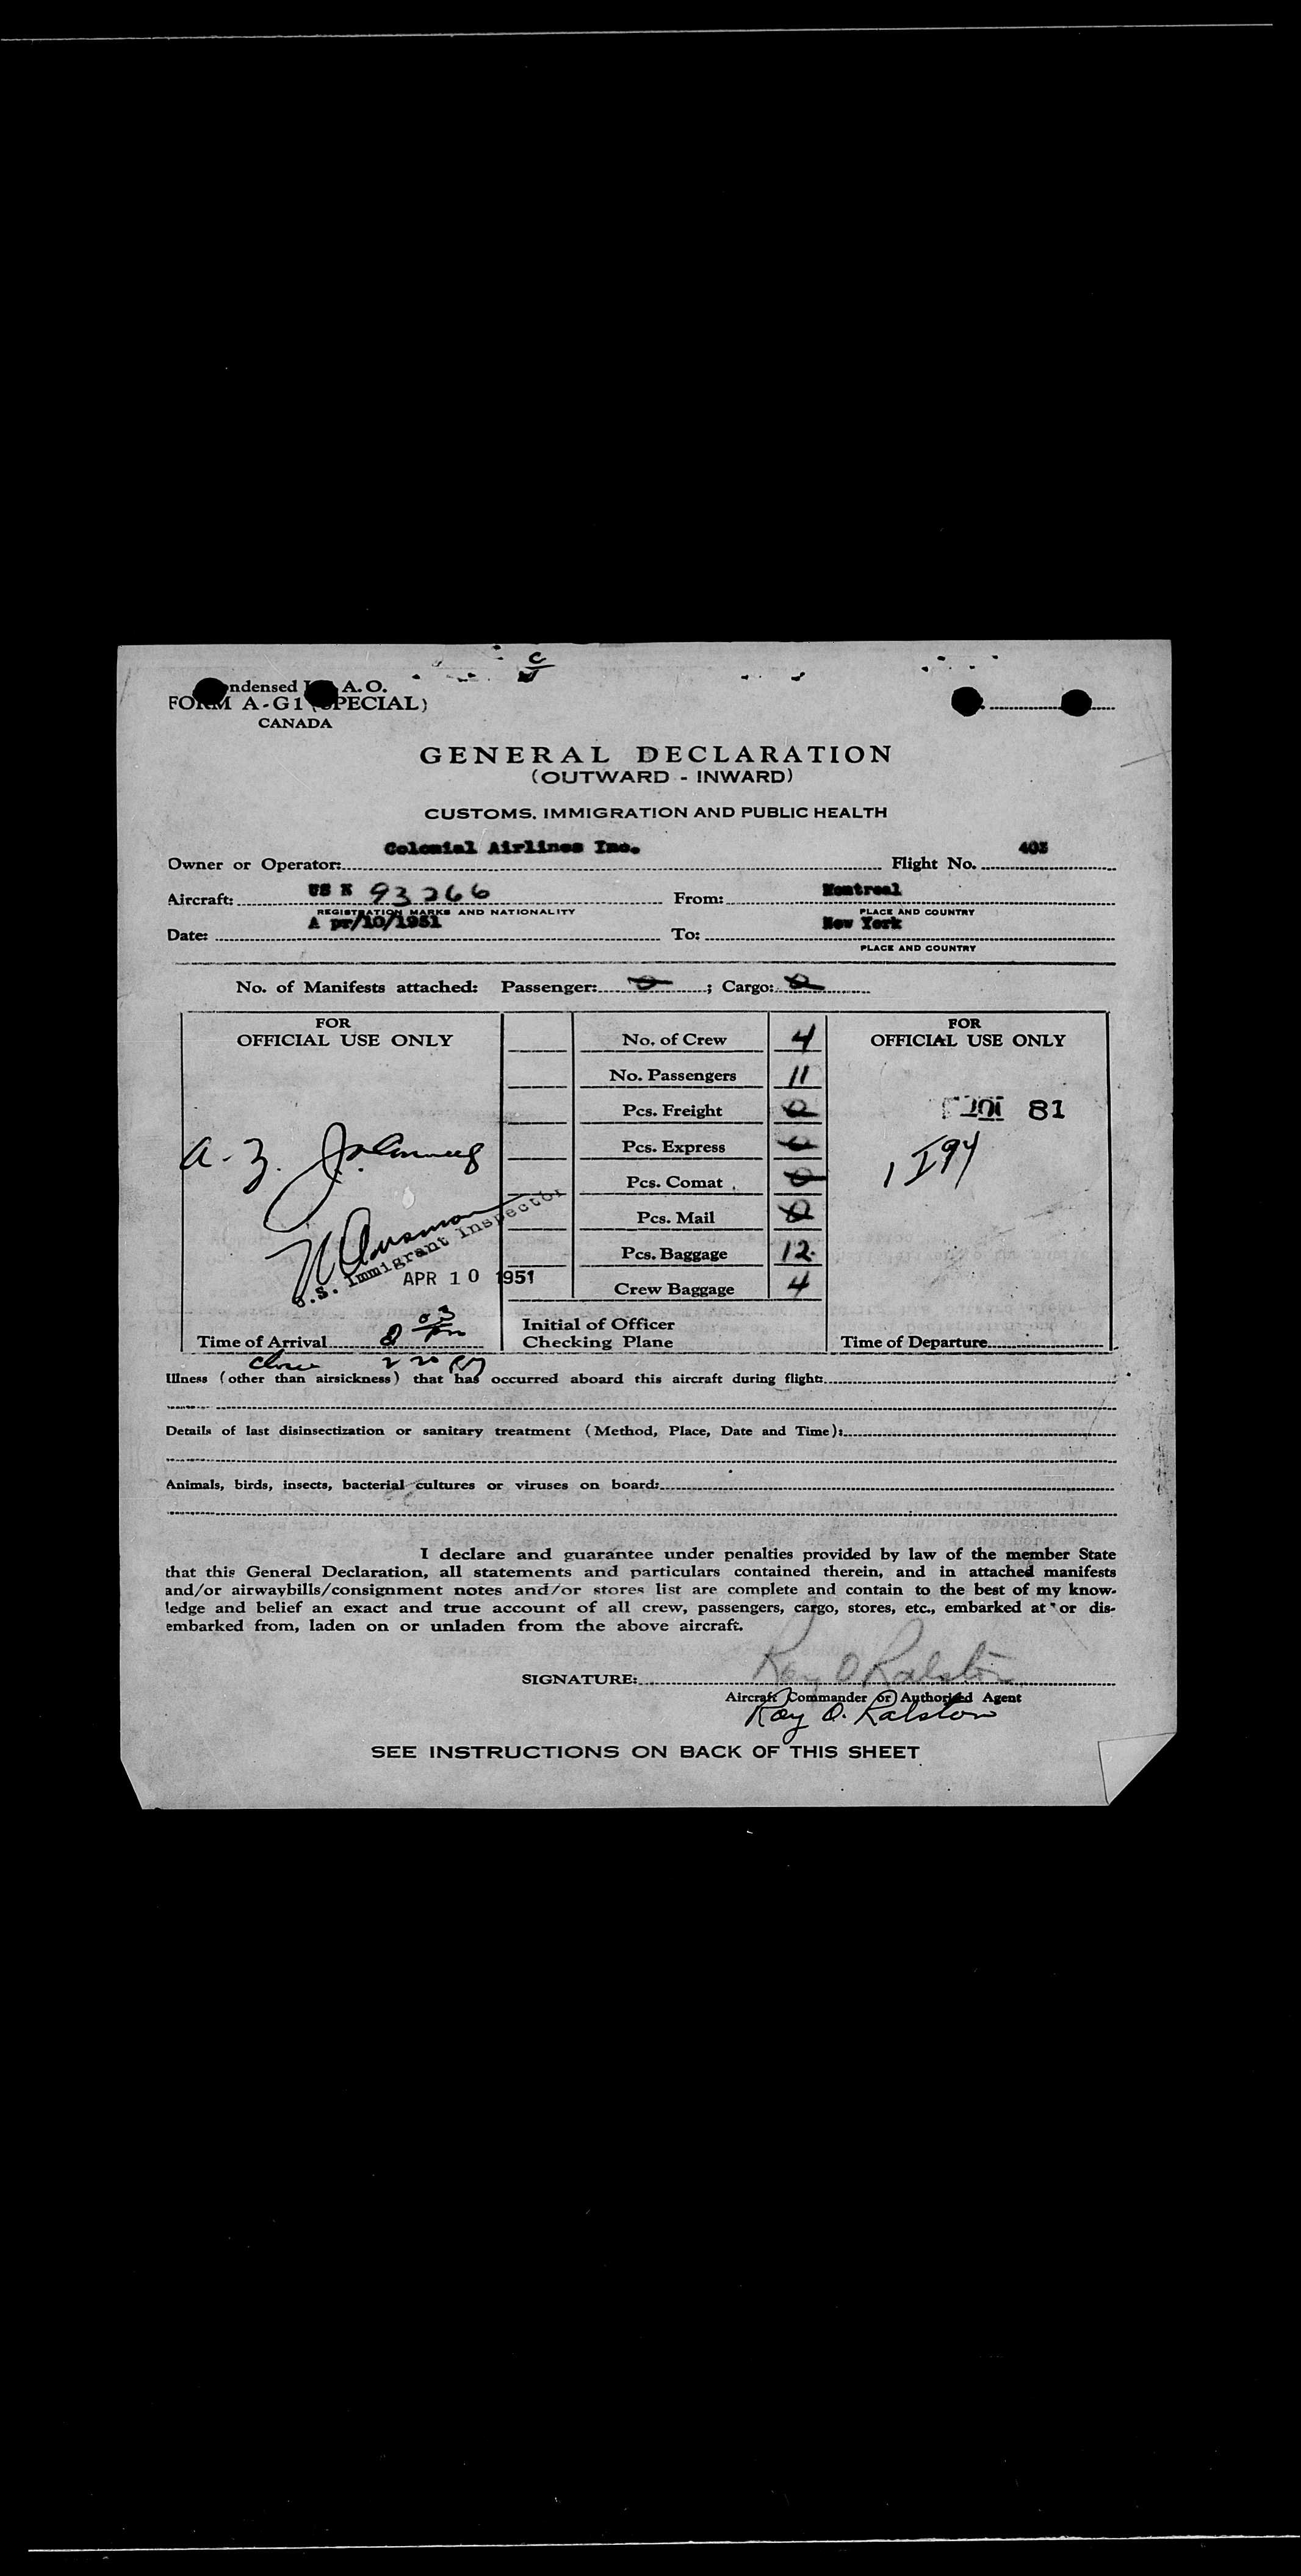 ndensed I A. O.
FORM A-G1 (SPECIAL)
CANADA
GENERAL DECLARATION
(OUTWARD - INWARD)
CUSTOMS, IMMIGRATION AND PUBLIC HEALTH
Owner or Operator: Colonial Airlines Inc. Flight No. 403
Aircraft: US N 93266 From: Montreal
REGISTRATION MARKS AND NATIONALITY PLACE AND COUNTRY
Date: A pr/10/1951 To: New York
PLACE AND COUNTRY
No. of Manifests attached: Passenger: 0 ; Cargo: 0
FOR
OFFICIAL USE ONLY
No. of Crew 4
No. Passengers 11
Pcs. Freight 0
Pcs. Express 0
Pcs. Comat 0
Pcs. Mail 0
Pcs. Baggage 12
Crew Baggage 4
Initial of Officer
Checking Plane
FOR
OFFICIAL USE ONLY
81
1 I94
A. Z.
U.S. Immigrant Inspector
APR 10 1951
Time of Arrival 8 03 pm
Time of Departure
Illness (other than airsickness) that has occurred aboard this aircraft during flight:
Details of last disinsectization or sanitary treatment (Method, Place, Date and Time):
Animals, birds, insects, bacterial cultures or viruses on board:
I declare and guarantee under penalties provided by law of the member State
that this General Declaration, all statements and particulars contained therein, and in attached manifests
and/or airwaybills/consignment notes and/or stores list are complete and contain to the best of my know-
ledge and belief an exact and true account of all crew, passengers, cargo, stores, etc., embarked at or dis-
embarked from, laden on or unladen from the above aircraft.
SIGNATURE: Ray O. Ralston
Aircraft Commander or Authorized Agent
Ray O. Ralston
SEE INSTRUCTIONS ON BACK OF THIS SHEET